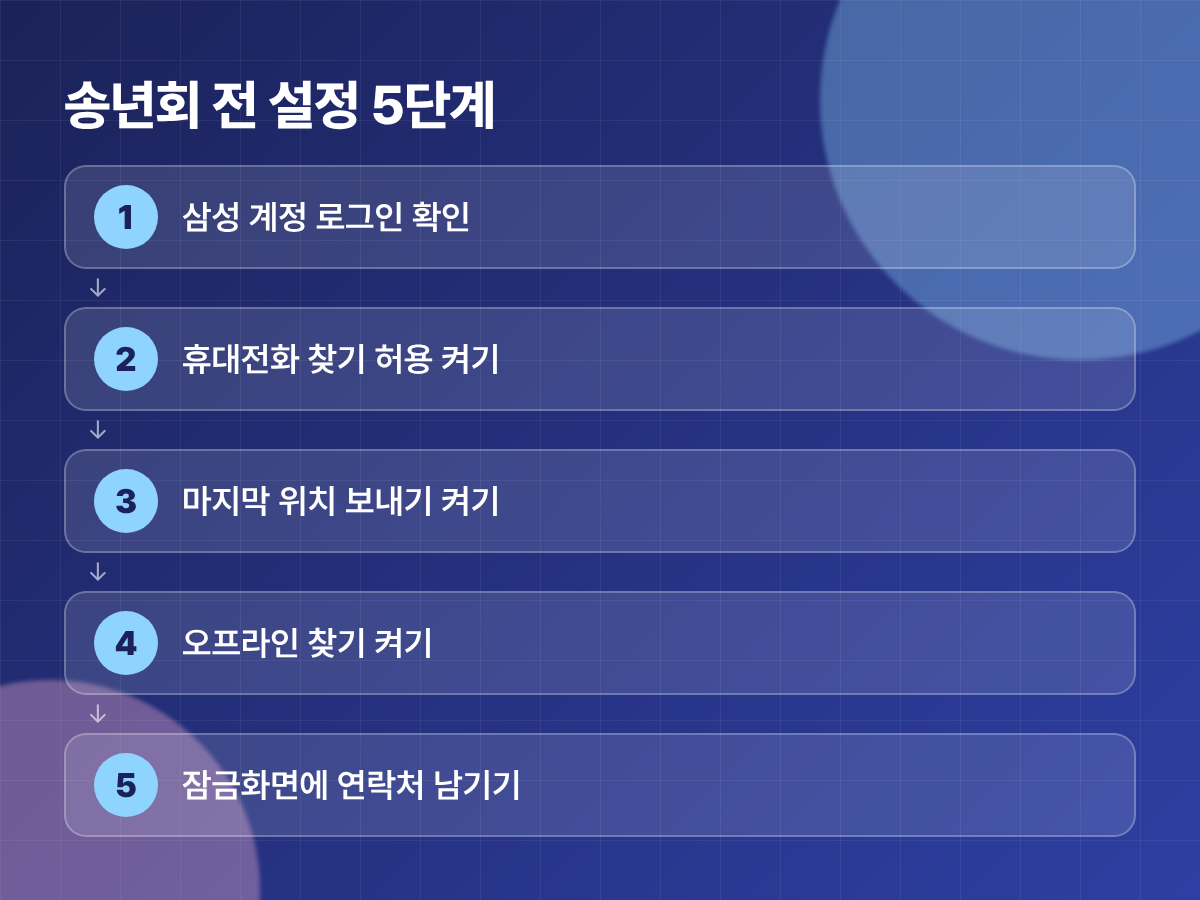 송년회 전 설정 5단계
1 삼성 계정 로그인 확인
↓
2 휴대전화 찾기 허용 켜기
↓
3 마지막 위치 보내기 켜기
↓
4 오프라인 찾기 켜기
↓
5 잠금화면에 연락처 남기기